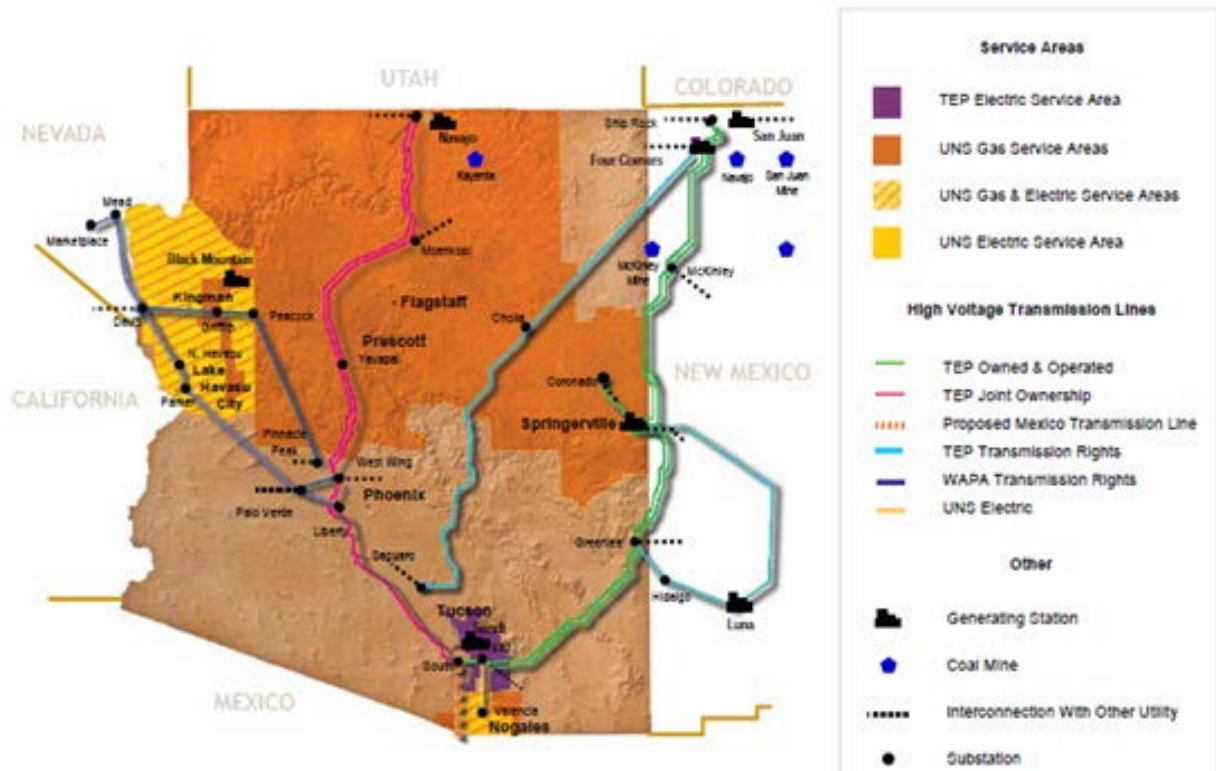 UTAH
COLORADO
NEVADA
Navajo
Kayenta
Ship Rock
San Juan
Four Corners
Navajo
San Juan
Mine
Mead
Marketplace
Moenkopi
McKinley
Mine
McKinley
Black Mountain
Kingman
Davis
Griffith
Peacock
Flagstaff
Cholla
Prescott
Yavapai
N. Havasu
Lake
Havasu
City
Parker
CALIFORNIA
Coronado
NEW MEXICO
Springerville
Pinnacle
Peak
West Wing
Phoenix
Palo Verde
Liberty
Saguaro
Greenlee
Hidalgo
Luna
Tucson
South
Valencia
Nogales
MEXICO
Service Areas
TEP Electric Service Area
UNS Gas Service Areas
UNS Gas & Electric Service Areas
UNS Electric Service Area
High Voltage Transmission Lines
TEP Owned & Operated
TEP Joint Ownership
Proposed Mexico Transmission Line
TEP Transmission Rights
WAPA Transmission Rights
UNS Electric
Other
Generating Station
Coal Mine
Interconnection With Other Utility
Substation